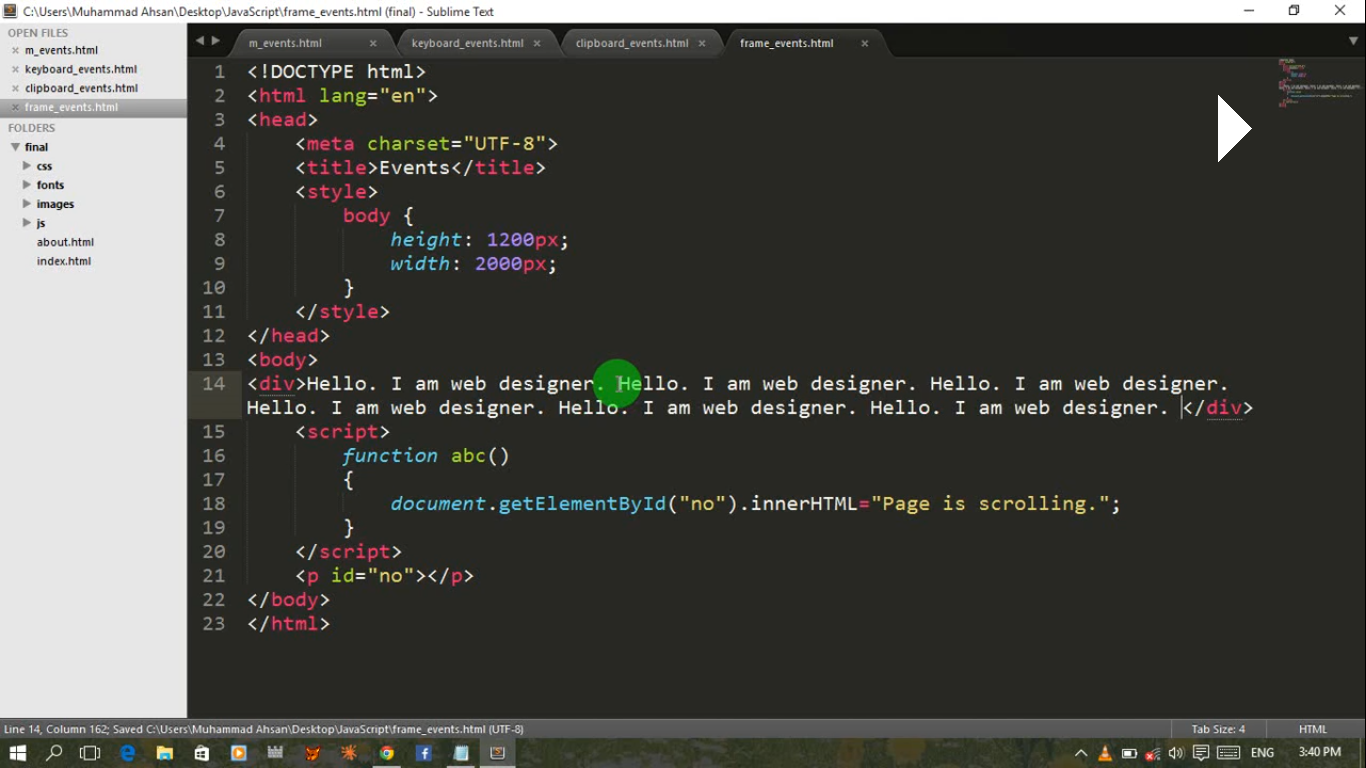 C:\Users\Muhammad Ahsan\Desktop\JavaScript\frame_events.html (final) - Sublime Text
OPEN FILES
m_events.html
keyboard_events.html
clipboard_events.html
frame_events.html
FOLDERS
final
css
fonts
images
js
about.html
index.html
m_events.html keyboard_events.html clipboard_events.html frame_events.html
1 <!DOCTYPE html>
2 <html lang="en">
3 <head>
4 <meta charset="UTF-8">
5 <title>Events</title>
6 <style>
7 body {
8 height: 1200px;
9 width: 2000px;
10 }
11 </style>
12 </head>
13 <body>
14 <div>Hello. I am web designer. Hello. I am web designer. Hello. I am web designer.
Hello. I am web designer. Hello. I am web designer. Hello. I am web designer. </div>
15 <script>
16 function abc()
17 {
18 document.getElementById("no").innerHTML="Page is scrolling.";
19 }
20 </script>
21 <p id="no"></p>
22 </body>
23 </html>
Line 14, Column 162; Saved C:\Users\Muhammad Ahsan\Desktop\JavaScript\frame_events.html (UTF-8) Tab Size: 4 HTML
ENG 3:40 PM